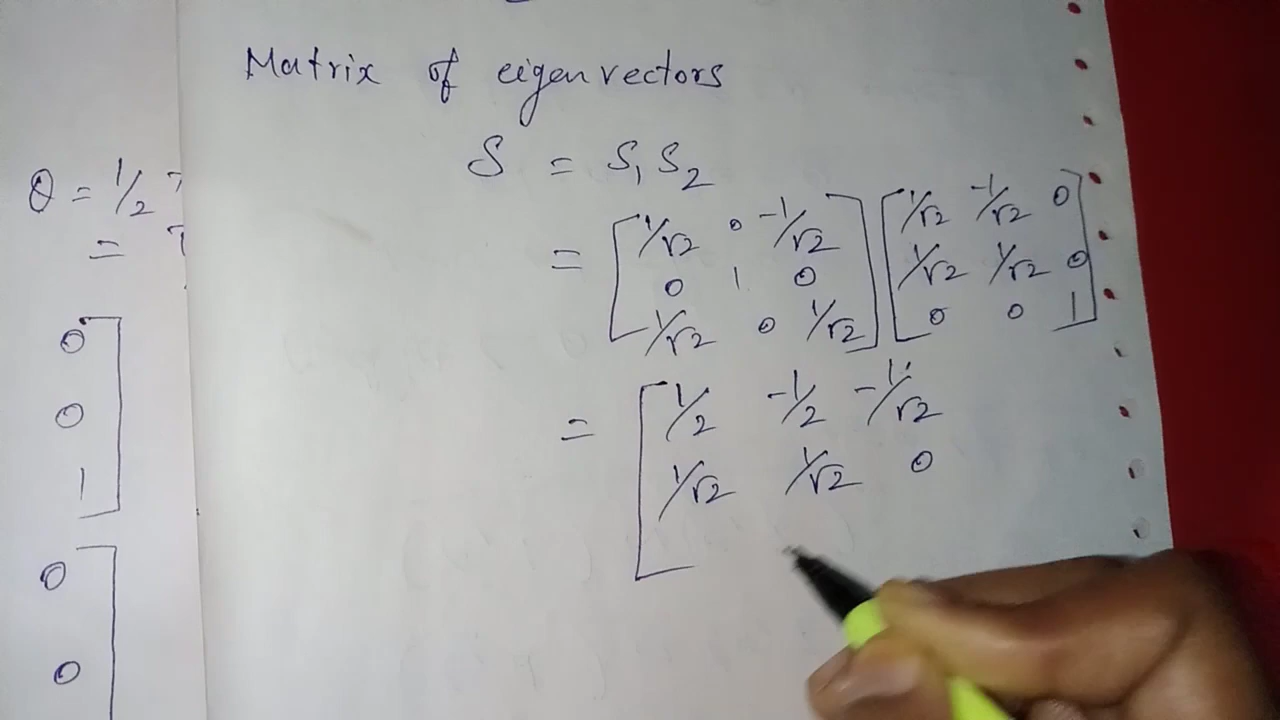 Matrix of eigen vectors
S = S₁ S₂
θ = 1/2
=
= [ 1/√2 0 -1/√2 ] [ 1/√2 -1/√2 0 ]
0 1 0 1/√2 1/√2 0
1/√2 0 1/√2 0 0 1
0
0
1
= [ 1/2 -1/2 -1/√2
1/√2 1/√2 0
0
0